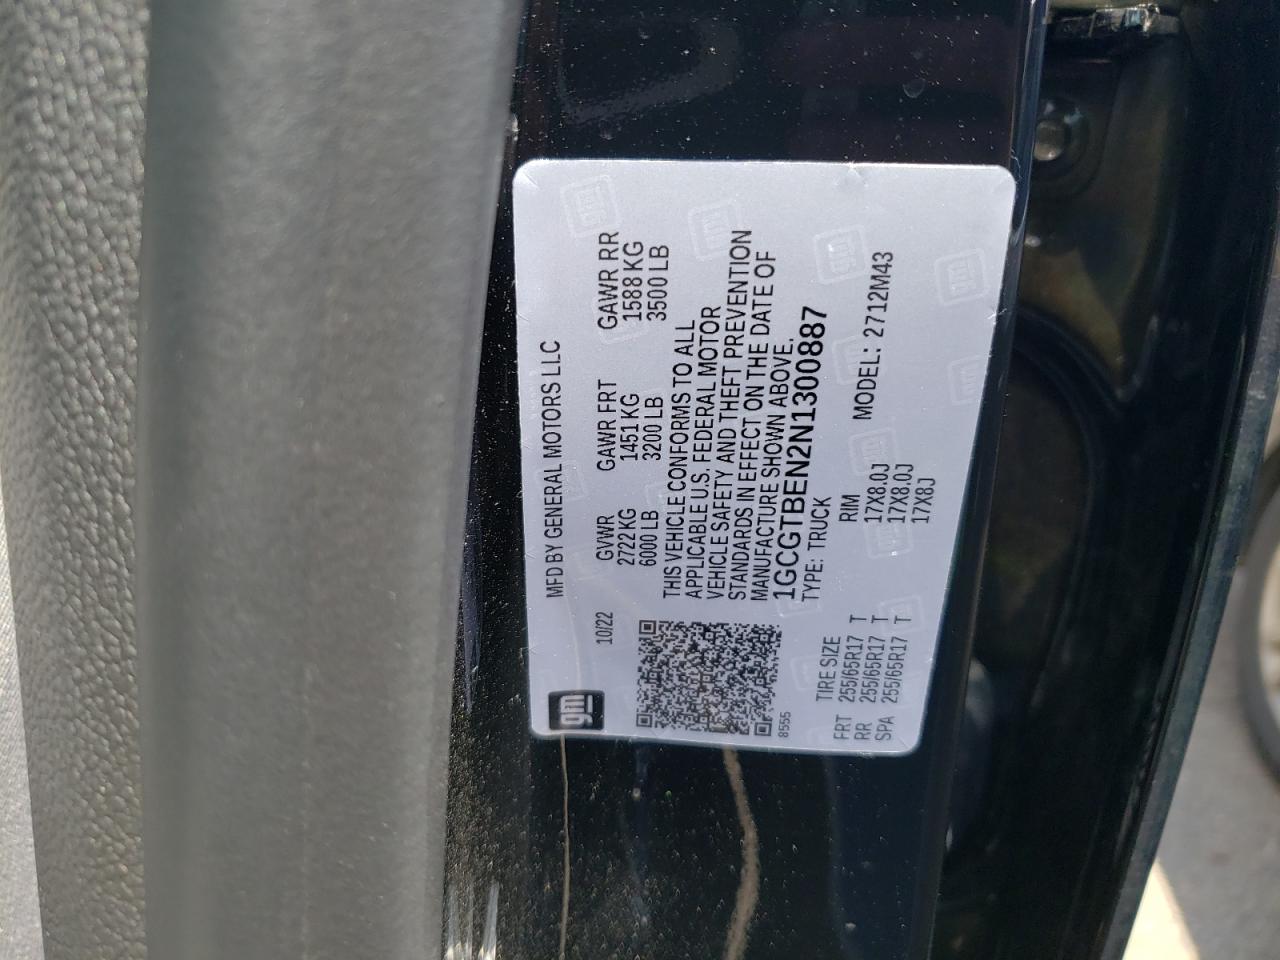 gm
MFD BY GENERAL MOTORS LLC
10/22
GVWR GAWR FRT GAWR RR
2722 KG 1451 KG 1588 KG
6000 LB 3200 LB 3500 LB
THIS VEHICLE CONFORMS TO ALL
APPLICABLE U.S. FEDERAL MOTOR
VEHICLE SAFETY AND THEFT PREVENTION
STANDARDS IN EFFECT ON THE DATE OF
MANUFACTURE SHOWN ABOVE.
1GCGTBEN2N1300887
8555
TYPE: TRUCK
TIRE SIZE RIM MODEL: 2712M43
FRT 255/65R17 T 17X8.0J
RR 255/65R17 T 17X8.0J
SPA 255/65R17 T 17X8J